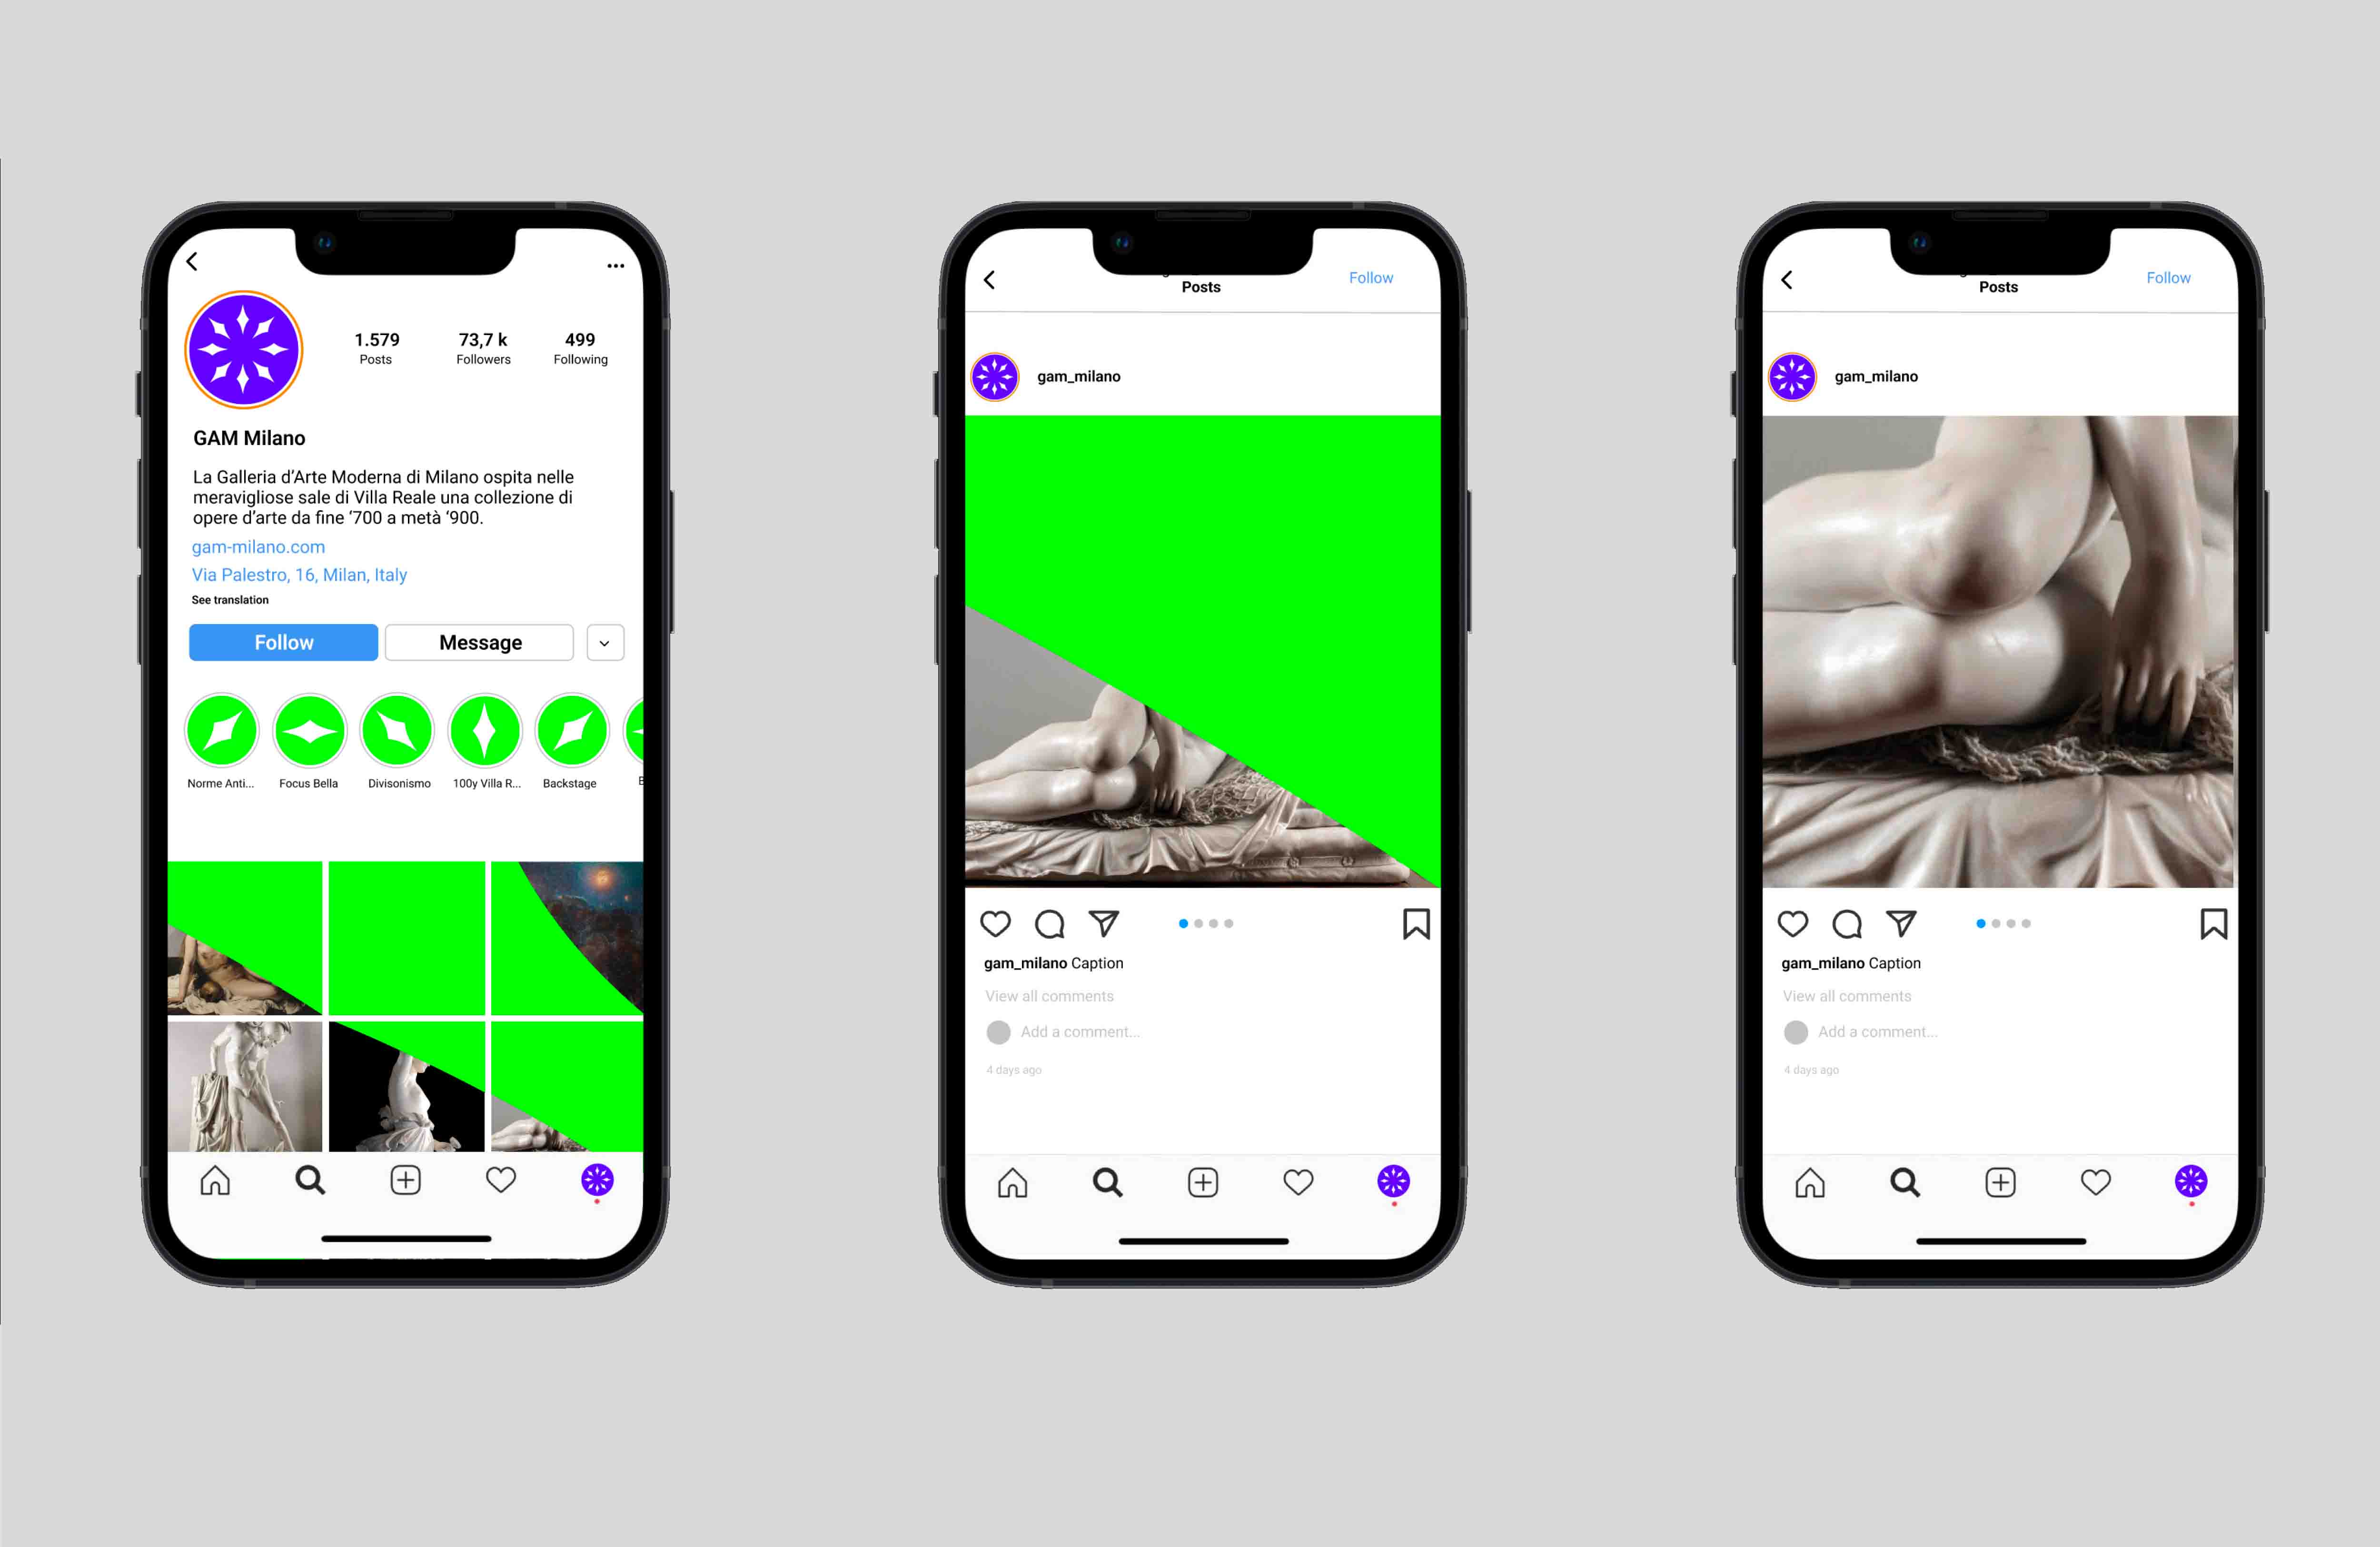 1.579
73,7 k
499
Posts
Followers
Following
GAM Milano
La Galleria d’Arte Moderna di Milano ospita nelle
meravigliose sale di Villa Reale una collezione di
opere d’arte da fine ‘700 a metà ‘900.
gam-milano.com
Via Palestro, 16, Milan, Italy
See translation
Follow
Message
Norme Anti...
Focus Bella
Divisonismo
100y Villa R...
Backstage
Posts
Follow
gam_milano
gam_milano Caption
View all comments
Add a comment...
4 days ago
Posts
Follow
gam_milano
gam_milano Caption
View all comments
Add a comment...
4 days ago